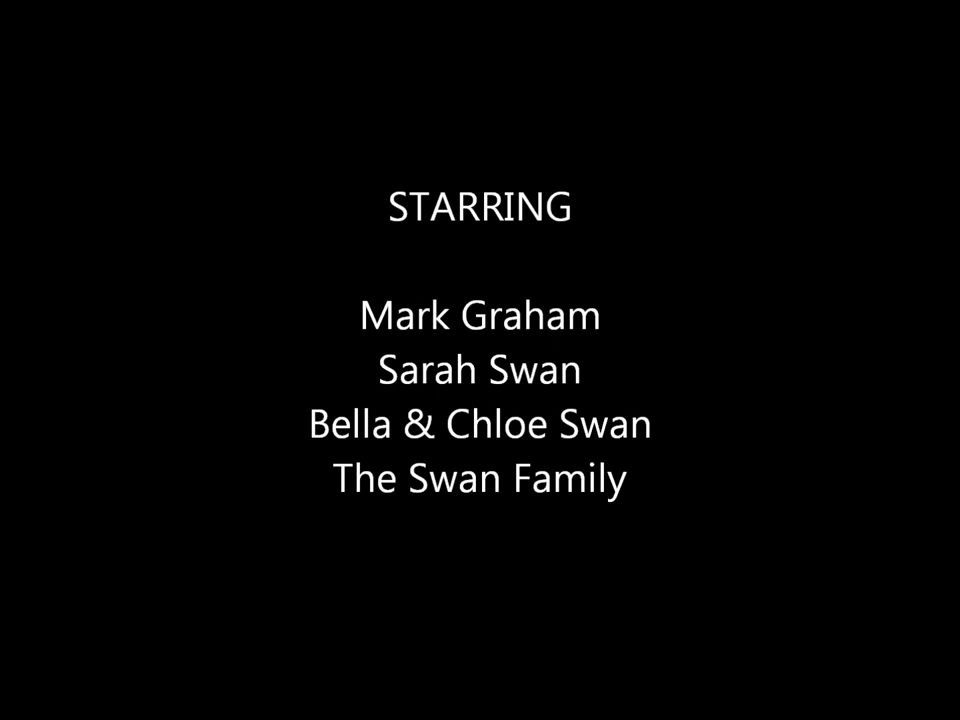 STARRING
Mark Graham
Sarah Swan
Bella & Chloe Swan
The Swan Family